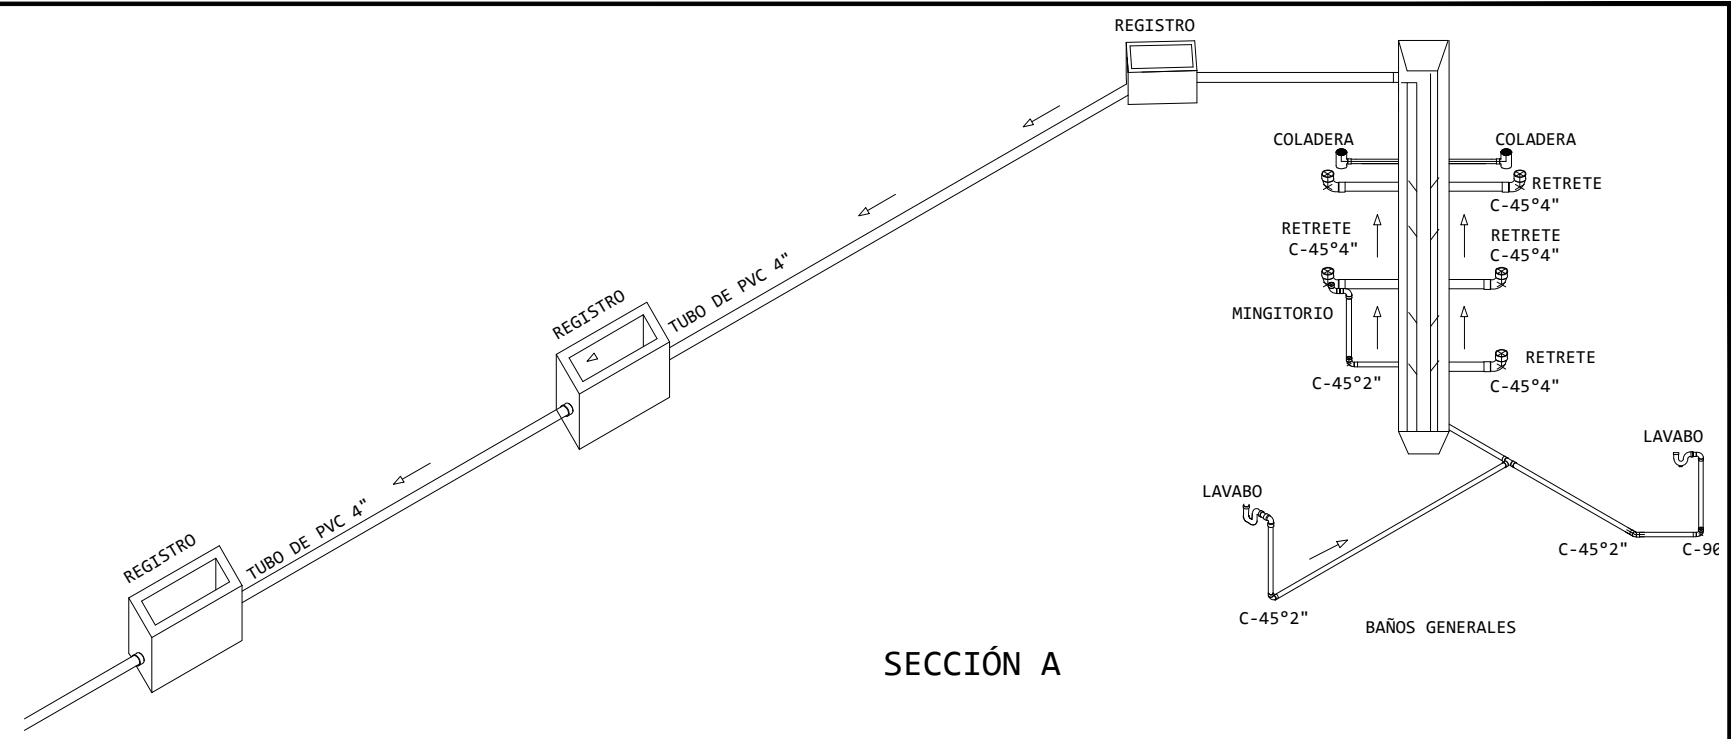 REGISTRO
COLADERA
COLADERA
RETRETE
C-45°4"
RETRETE
C-45°4"
RETRETE
C-45°4"
TUBO DE PVC 4"
REGISTRO
MINGITORIO
RETRETE
C-45°2"
C-45°4"
LAVABO
LAVABO
TUBO DE PVC 4"
REGISTRO
C-45°2"
C-90
C-45°2"
BAÑOS GENERALES
SECCIÓN A